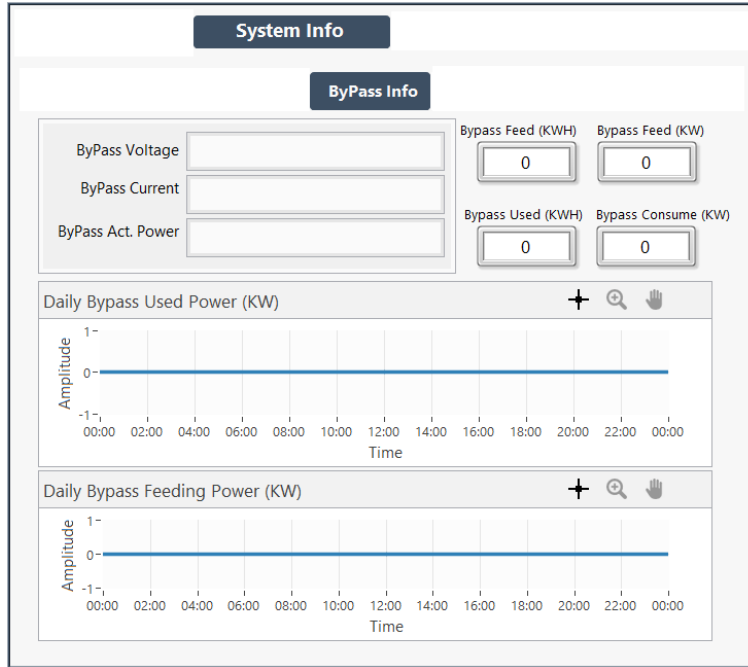 System Info
ByPass Info
ByPass Voltage
ByPass Current
ByPass Act. Power
Bypass Feed (KWH) Bypass Feed (KW)
0 0
Bypass Used (KWH) Bypass Consume (KW)
0 0
Daily Bypass Used Power (KW)
Amplitude
1
0
-1
00:00 02:00 04:00 06:00 08:00 10:00 12:00 14:00 16:00 18:00 20:00 22:00 00:00
Time
Daily Bypass Feeding Power (KW)
Amplitude
1
0
-1
00:00 02:00 04:00 06:00 08:00 10:00 12:00 14:00 16:00 18:00 20:00 22:00 00:00
Time